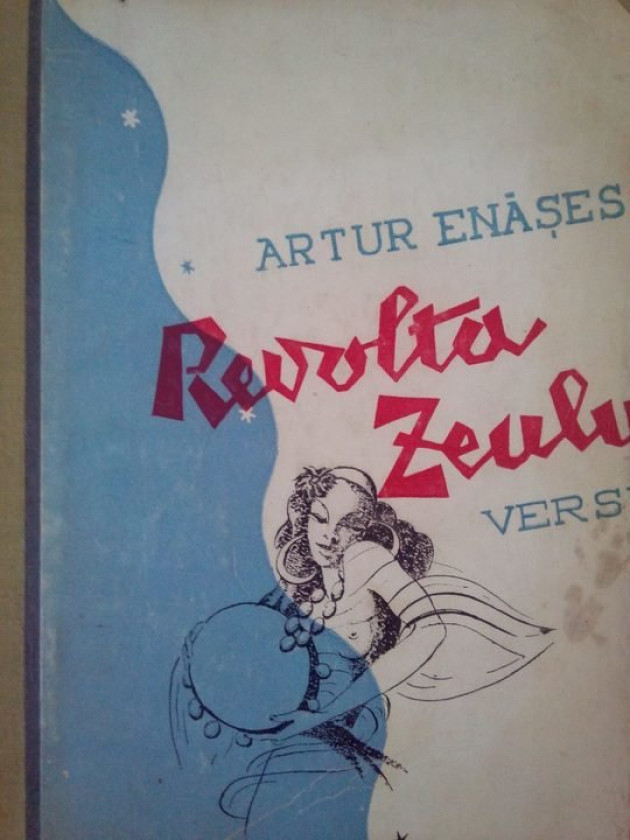 ARTUR ENĂȘES
Revolta
Zeulu
VERS